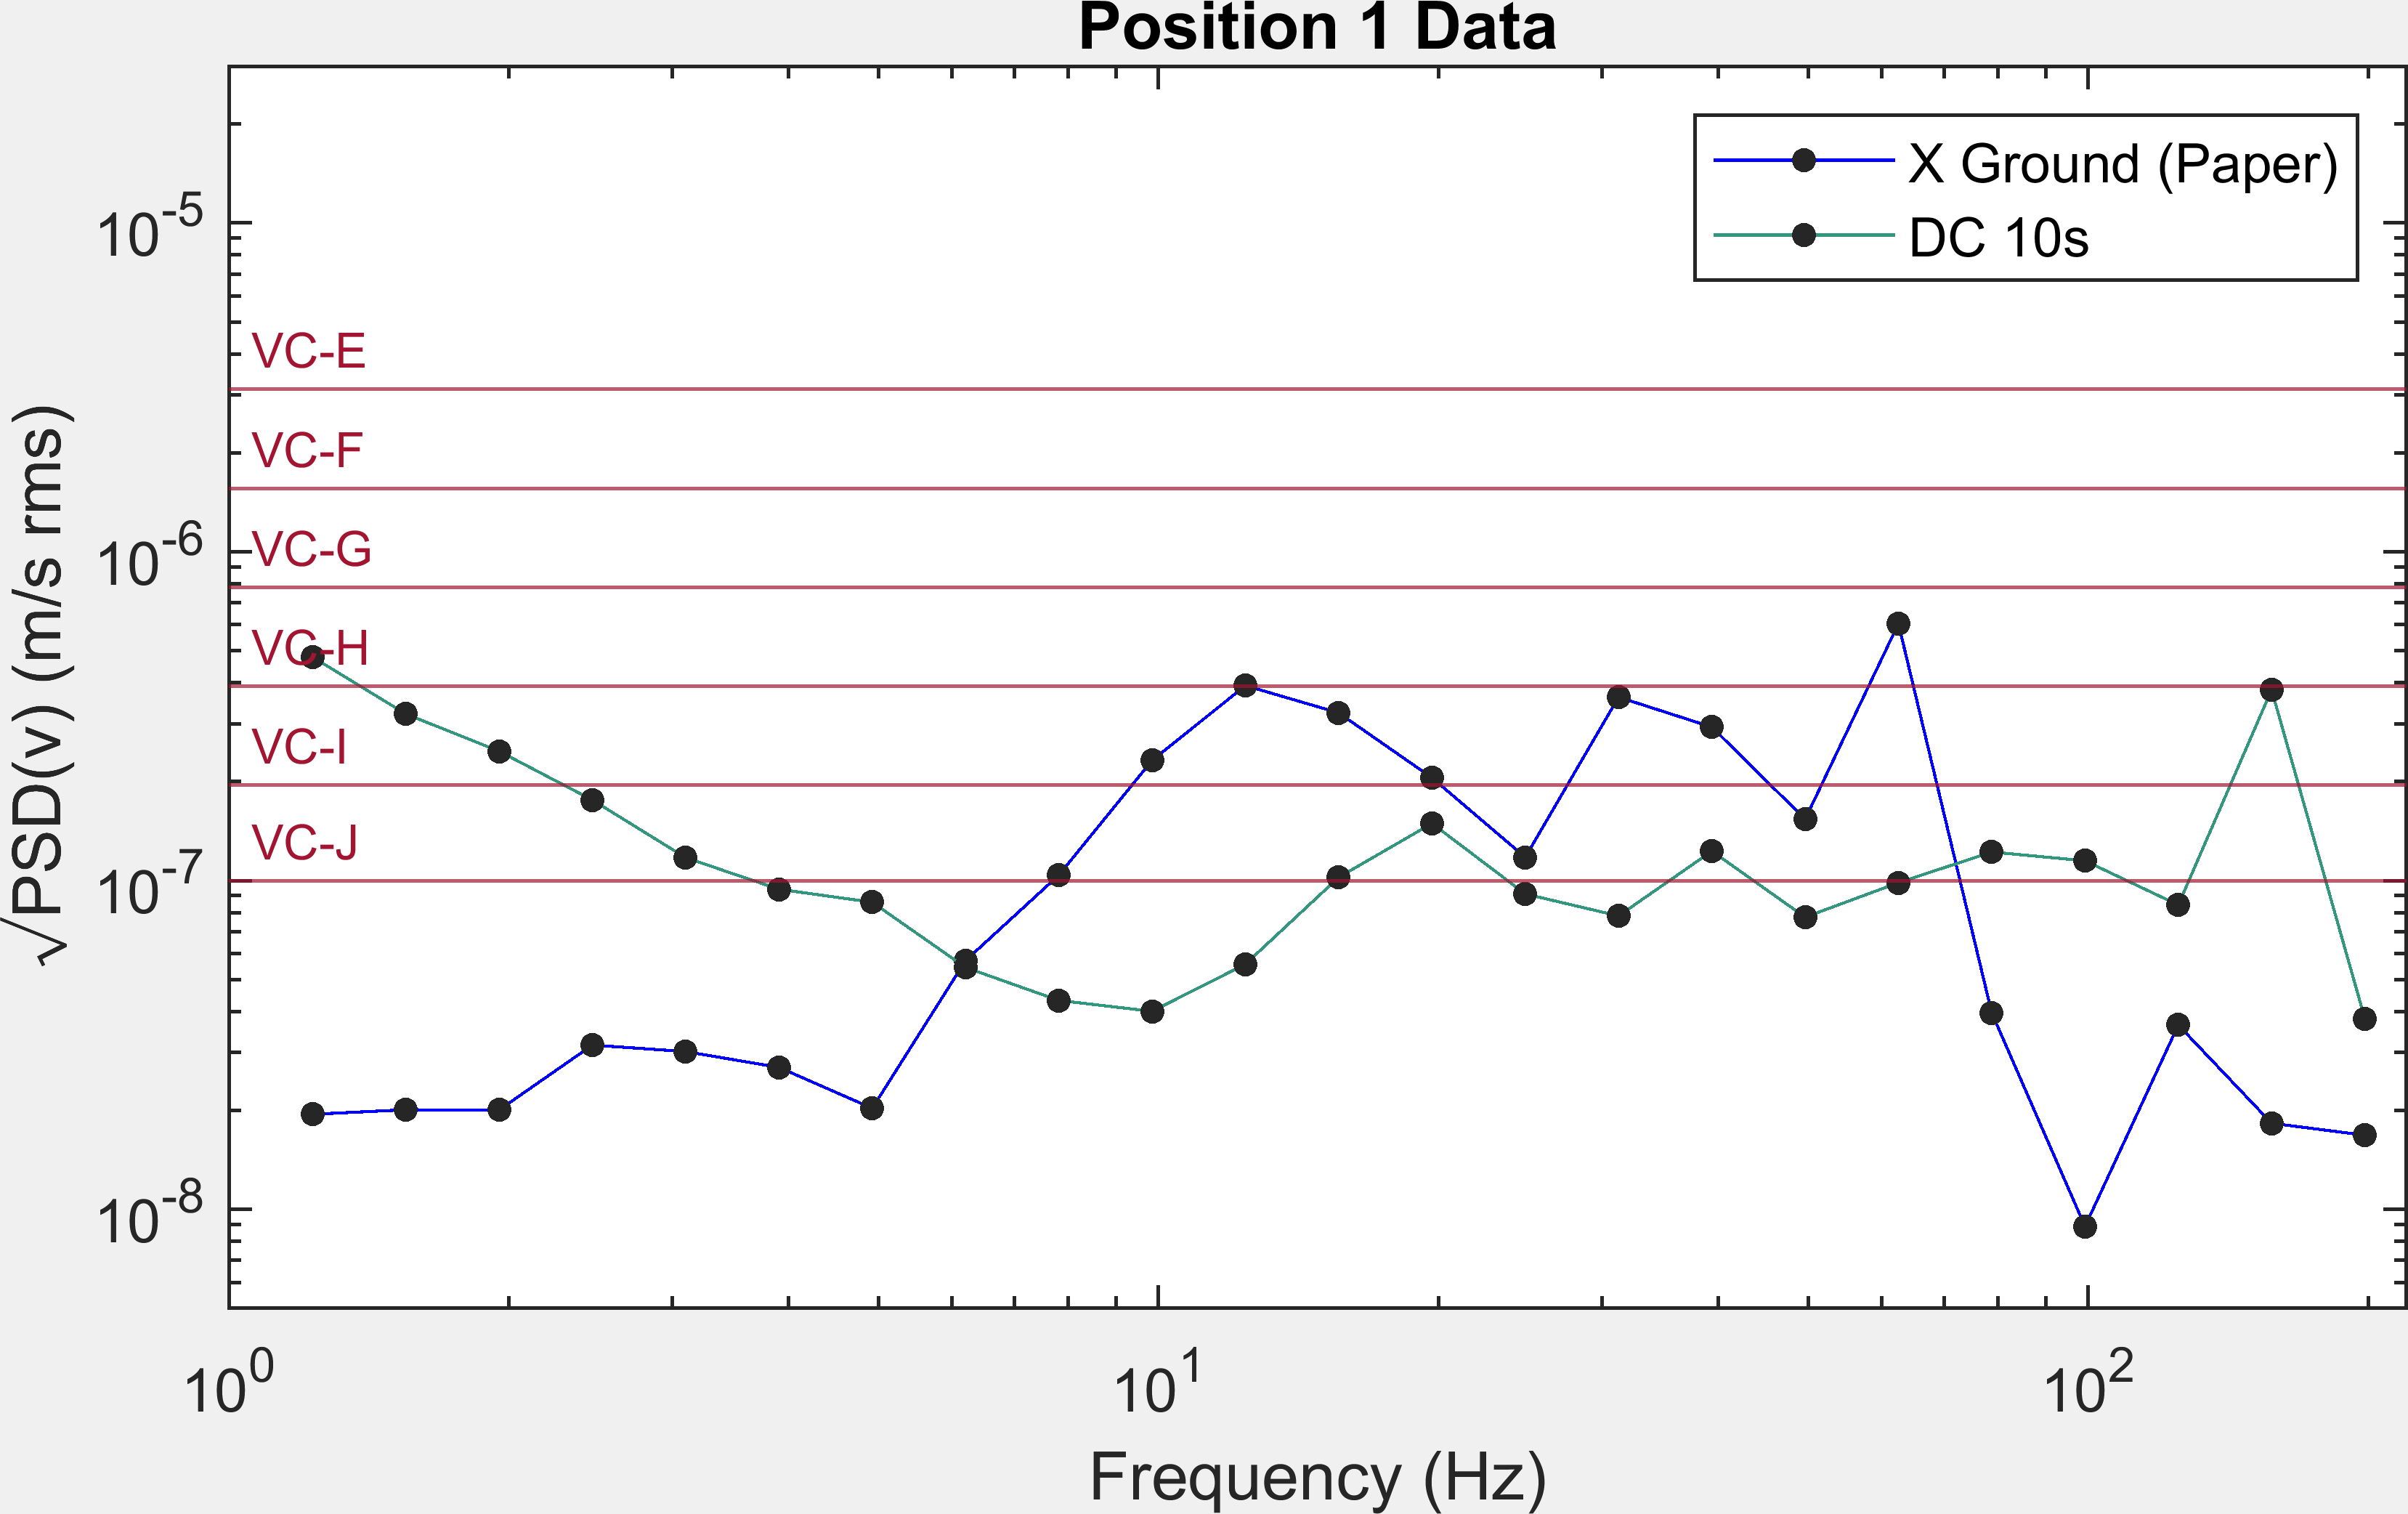 Position 1 Data
X Ground (Paper)
DC 10s
10^-5
10^-6
10^-7
10^-8
VC-E
VC-F
VC-G
VC-H
VC-I
VC-J
√PSD(v) (m/s rms)
10^0
10^1
10^2
Frequency (Hz)